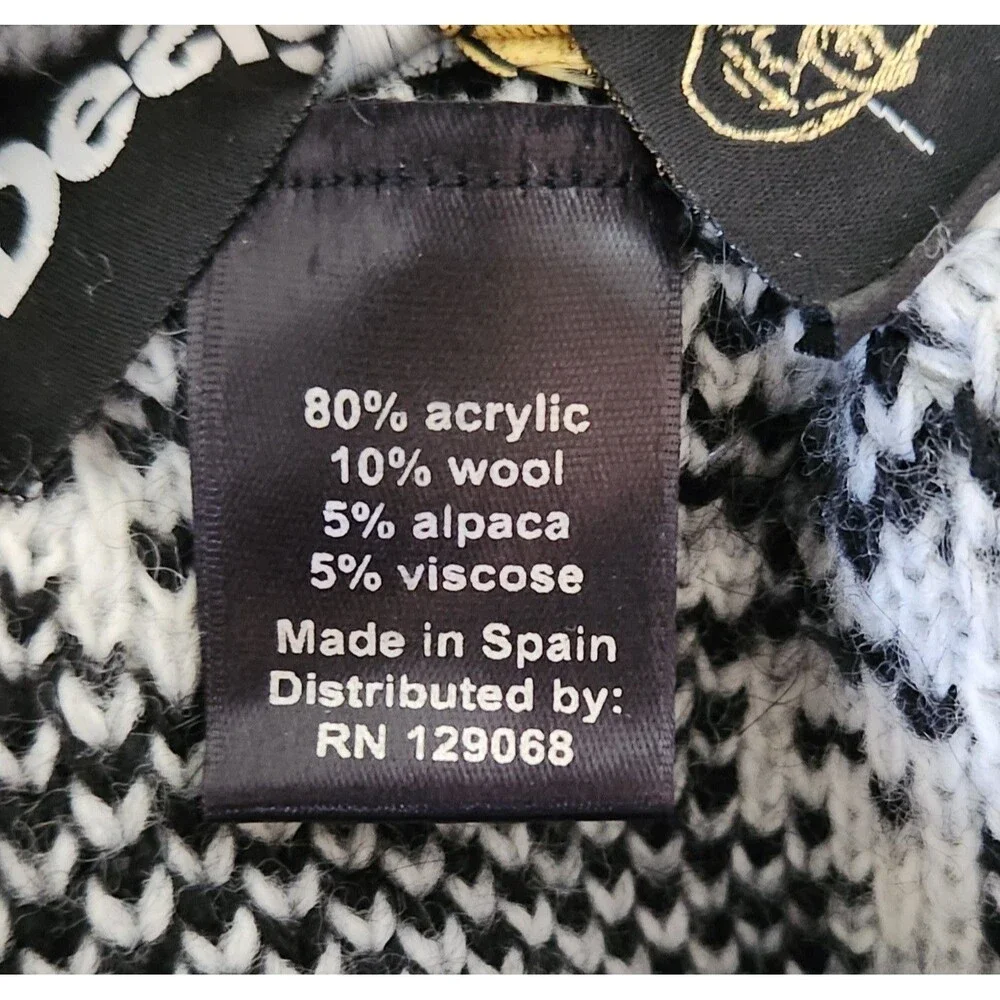 80% acrylic
10% wool
5% alpaca
5% viscose
Made in Spain
Distributed by:
RN 129068